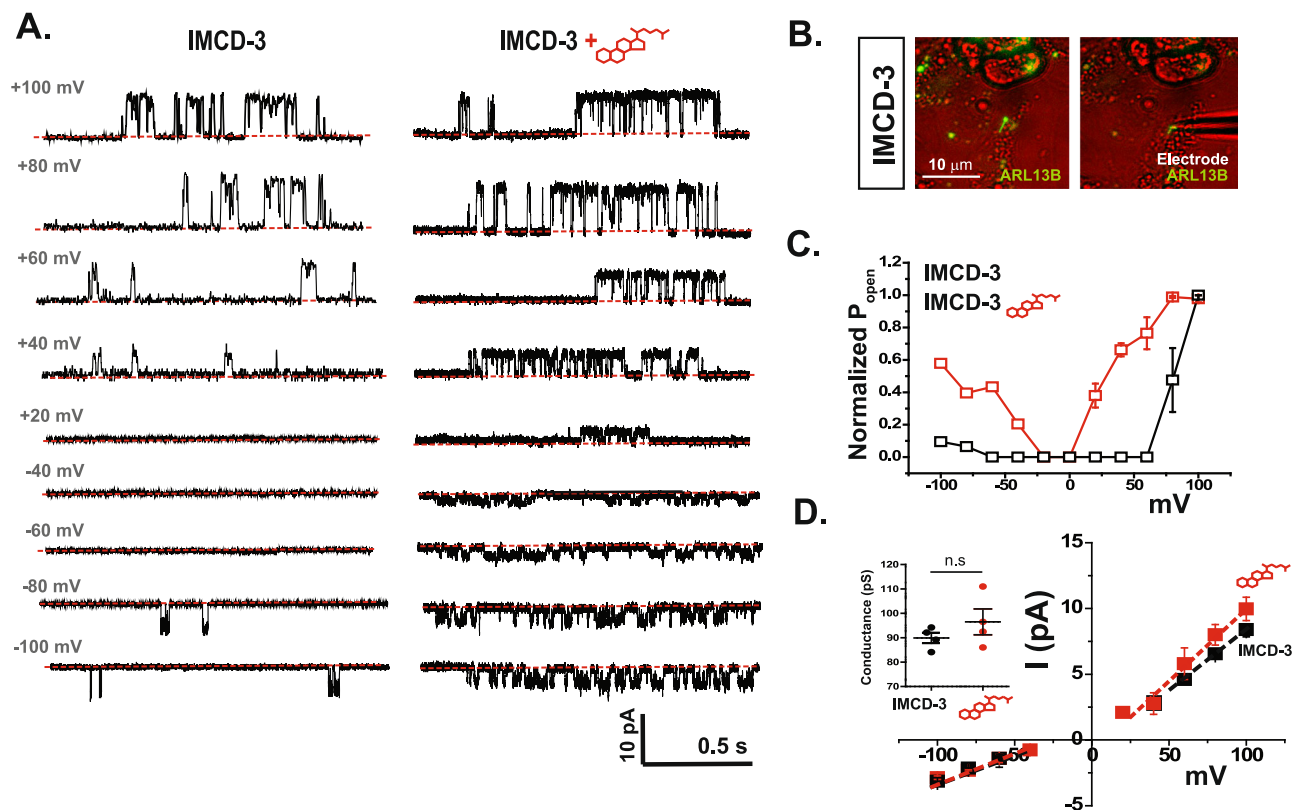 A.
IMCD-3
IMCD-3 +
+100 mV
+80 mV
+60 mV
+40 mV
+20 mV
-40 mV
-60 mV
-80 mV
-100 mV
10 pA
0.5 s
B.
IMCD-3
10 μm
ARL13B
Electrode
ARL13B
C.
IMCD-3
IMCD-3
Normalized Popen
1.2
1.0
0.8
0.6
0.4
0.2
0.0
-100 -50 0 50 100
mV
D.
n.s
Conductance (pS)
120
110
100
90
80
70
IMCD-3
I (pA)
15
10
5
0
-5
IMCD-3
-100 -50 0 50 100
mV